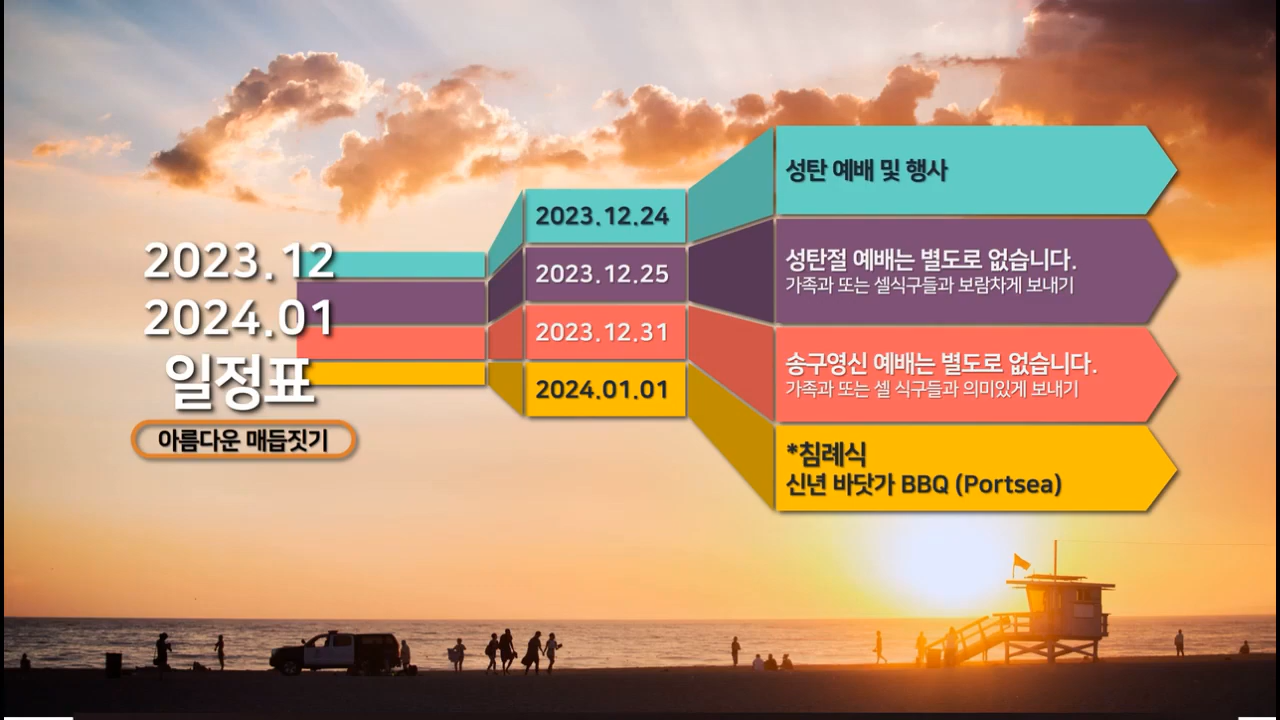 2023.12
2024.01
일정표
아름다운 매듭짓기
2023.12.24
성탄 예배 및 행사
2023.12.25
성탄절 예배는 별도로 없습니다.
가족과 또는 셀식구들과 보람차게 보내기
2023.12.31
송구영신 예배는 별도로 없습니다.
가족과 또는 셀 식구들과 의미있게 보내기
2024.01.01
*침례식
신년 바닷가 BBQ (Portsea)